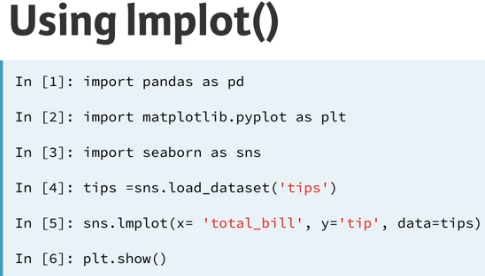 Using lmplot()
In [1]: import pandas as pd
In [2]: import matplotlib.pyplot as plt
In [3]: import seaborn as sns
In [4]: tips =sns.load_dataset('tips')
In [5]: sns.lmplot(x= 'total_bill', y='tip', data=tips)
In [6]: plt.show()